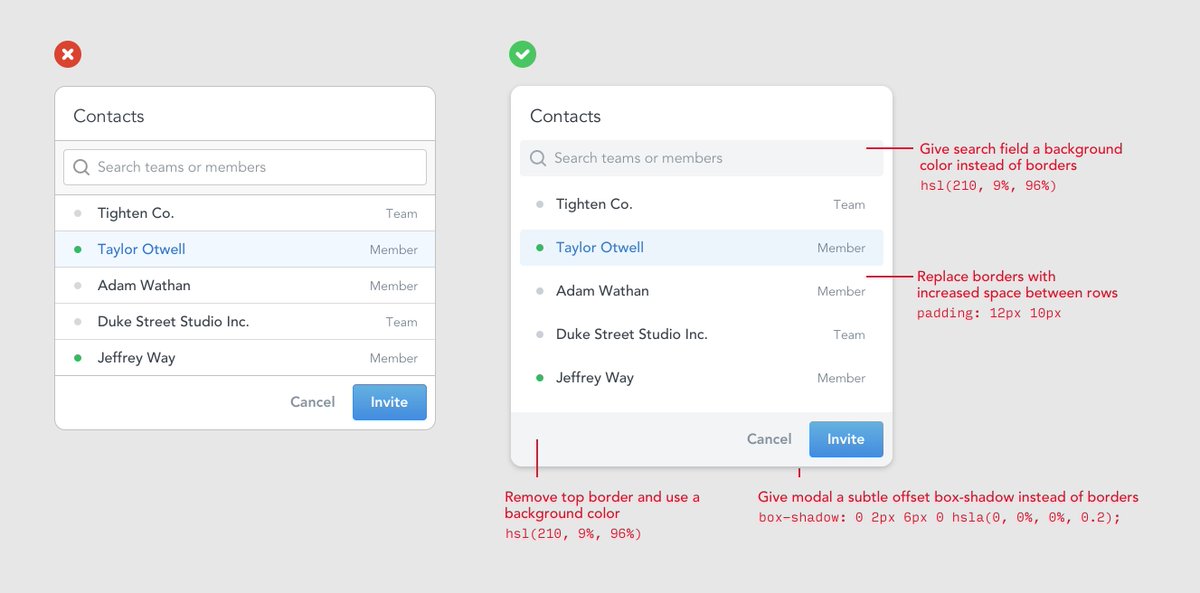 Contacts
Search teams or members
Tighten Co. Team
Taylor Otwell Member
Adam Wathan Member
Duke Street Studio Inc. Team
Jeffrey Way Member
Cancel Invite
Contacts
Search teams or members
Tighten Co. Team
Taylor Otwell Member
Adam Wathan Member
Duke Street Studio Inc. Team
Jeffrey Way Member
Cancel Invite
Give search field a background
color instead of borders
hsl(210, 9%, 96%)
Replace borders with
increased space between rows
padding: 12px 10px
Remove top border and use a
background color
hsl(210, 9%, 96%)
Give modal a subtle offset box-shadow instead of borders
box-shadow: 0 2px 6px 0 hsla(0, 0%, 0%, 0.2);